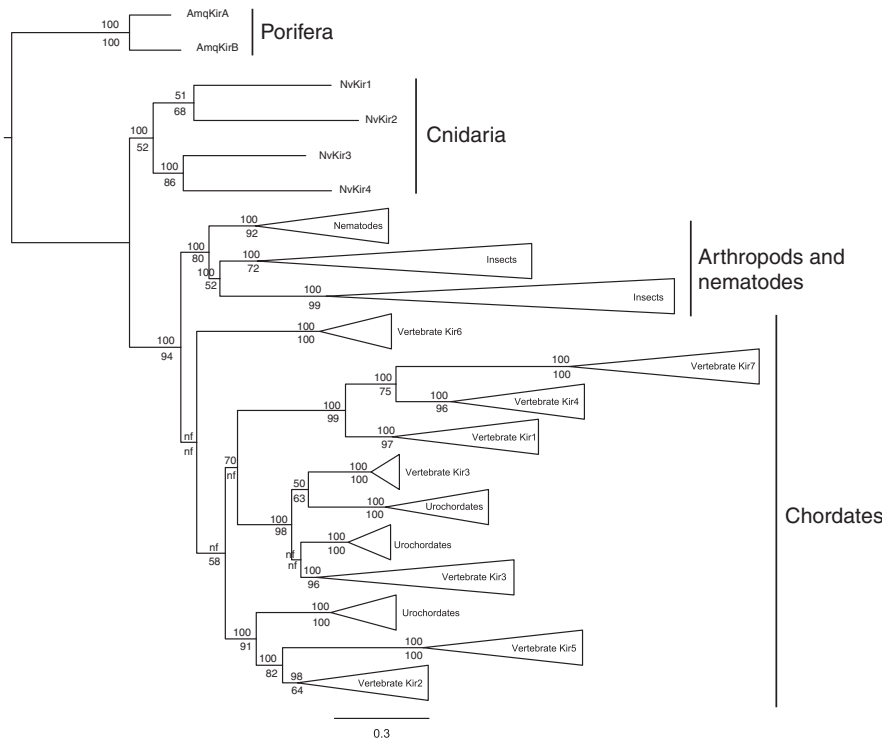 100
AmqKirA
100
AmqKirB
Porifera
NvKir1
51
68
NvKir2
100
52
NvKir3
100
86
NvKir4
Cnidaria
100
92
Nematodes
100
80
100
72
Insects
100
52
100
99
Insects
Arthropods and
nematodes
100
94
100
100
Vertebrate Kir6
100
100
Vertebrate Kir7
100
75
100
96
Vertebrate Kir4
100
99
100
97
Vertebrate Kir1
nf
nf
70
nf
100
100
Vertebrate Kir3
50
63
100
100
Urochordates
100
98
100
100
Urochordates
nf
nf
100
96
Vertebrate Kir3
nf
58
100
100
Urochordates
100
91
100
100
Vertebrate Kir5
100
82
98
64
Vertebrate Kir2
Chordates
0.3